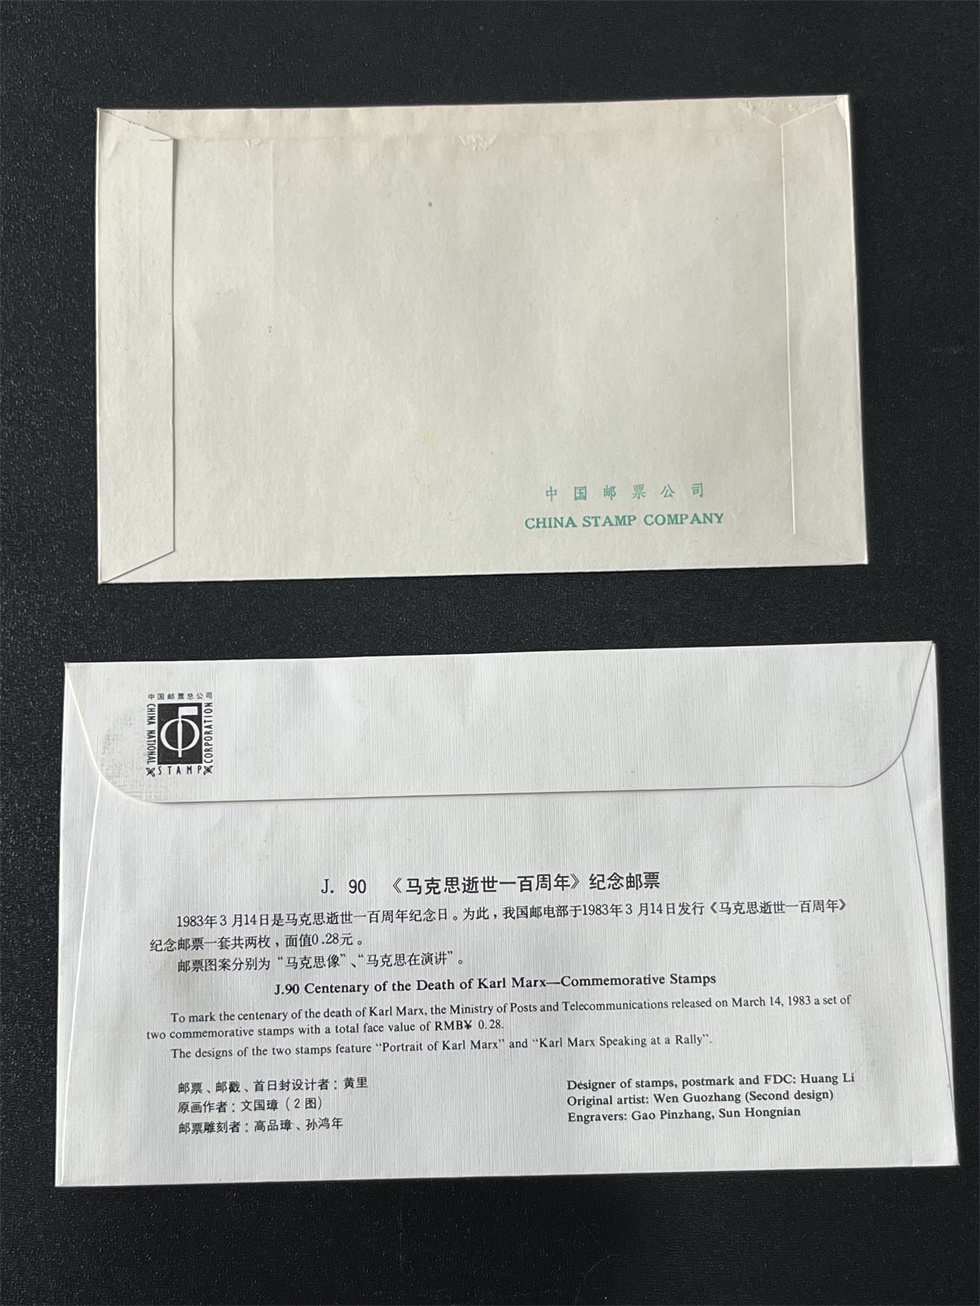 中国邮票公司
CHINA STAMP COMPANY
中国邮票总公司
CHINA NATIONAL
STAMP
CORPORATION
J. 90 《马克思逝世一百周年》纪念邮票
1983年3月14日是马克思逝世一百周年纪念日。为此，我国邮电部于1983年3月14日发行《马克思逝世一百周年》
纪念邮票一套共两枚，面值0.28元。
邮票图案分别为“马克思像”、“马克思在演讲”。
J.90 Centenary of the Death of Karl Marx—Commemorative Stamps
To mark the centenary of the death of Karl Marx, the Ministry of Posts and Telecommunications released on March 14, 1983 a set of
two commemorative stamps with a total face value of RMB¥ 0.28.
The designs of the two stamps feature “Portrait of Karl Marx” and “Karl Marx Speaking at a Rally”.
邮票、邮戳、首日封设计者：黄里
原画作者：文国璋（2图）
邮票雕刻者：高品璋、孙鸿年
Designer of stamps, postmark and FDC: Huang Li
Original artist: Wen Guozhang (Second design)
Engravers: Gao Pinzhang, Sun Hongnian